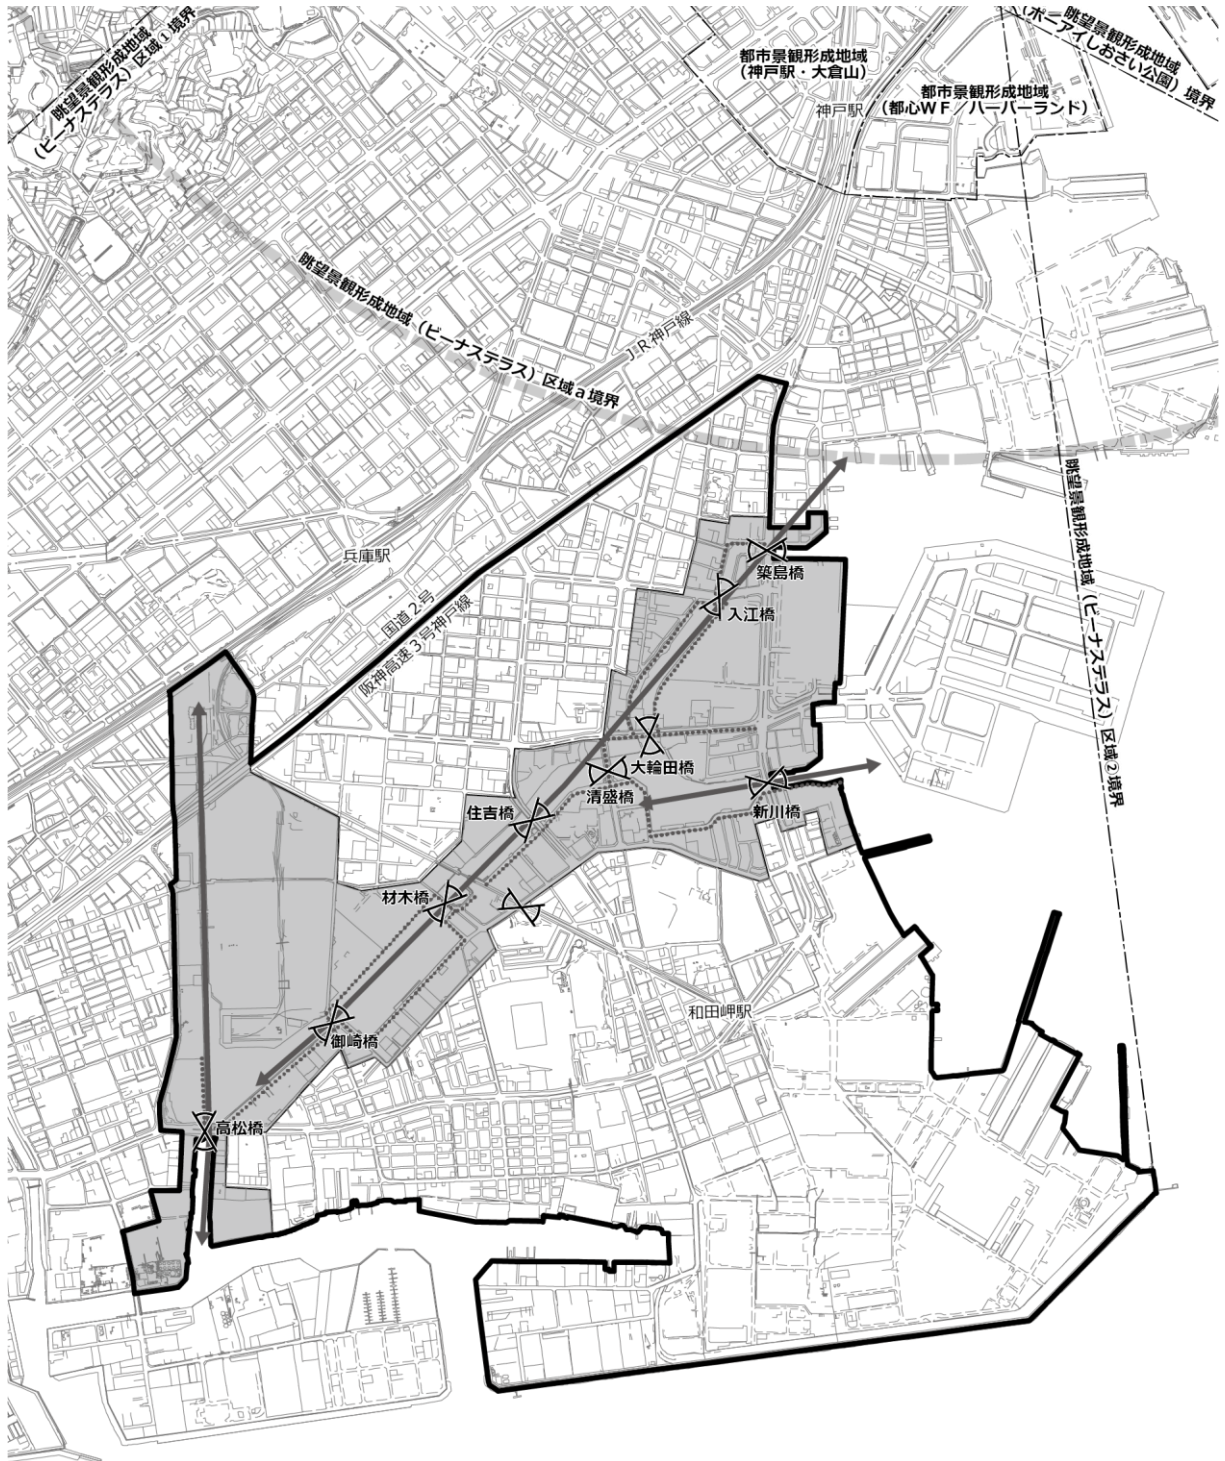 眺望景観形成地域
（ビーナステラス）区域①境界
都市景観形成地域
（神戸駅・大倉山）
眺望景観形成地域
（ポーアイしおさい公園）境界
都市景観形成地域
（都心ＷＦ／ハーバーランド）
神戸駅
眺望景観形成地域（ビーナステラス）区域ａ境界
ＪＲ神戸線
眺望景観形成地域（ビーナステラス）区域②境界
兵庫駅
国道２号
阪神高速３号神戸線
築島橋
入江橋
大輪田橋
清盛橋
住吉橋
新川橋
材木橋
和田岬駅
御崎橋
高松橋